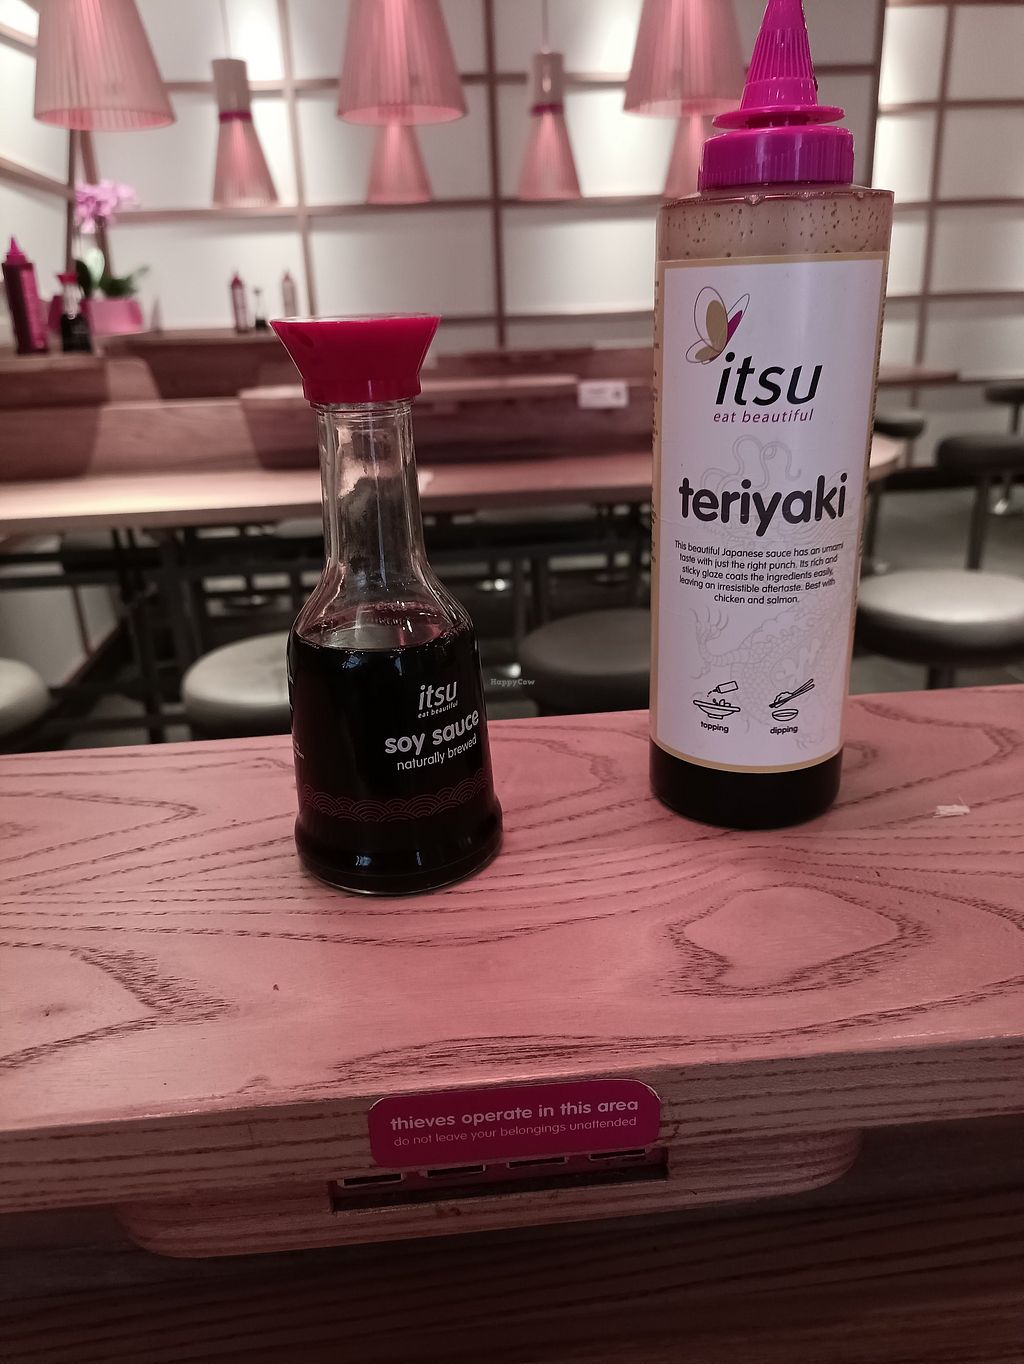 itsu
eat beautiful
teriyaki
This beautiful Japanese sauce has an umami
taste with just the right punch. Its rich and
sticky glaze coats the ingredients easily,
leaving an irresistible aftertaste. Best with
chicken and salmon.
topping
dipping
itsu
eat beautiful
soy sauce
naturally brewed
HappyCow
thieves operate in this area
do not leave your belongings unattended